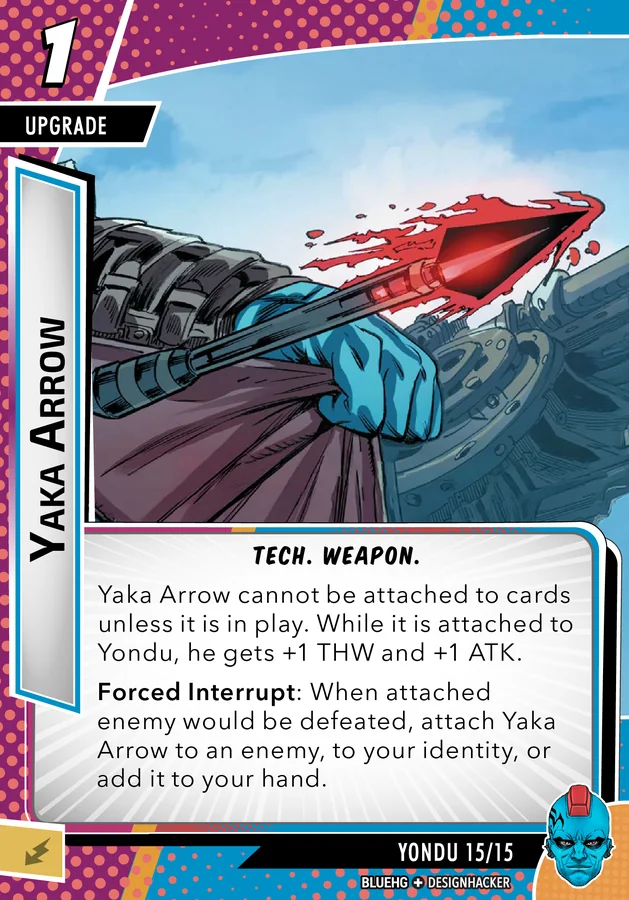 1
UPGRADE
YAKA ARROW
TECH. WEAPON.
Yaka Arrow cannot be attached to cards
unless it is in play. While it is attached to
Yondu, he gets +1 THW and +1 ATK.
Forced Interrupt: When attached
enemy would be defeated, attach Yaka
Arrow to an enemy, to your identity, or
add it to your hand.
YONDU 15/15
BLUEHG + DESIGNHACKER